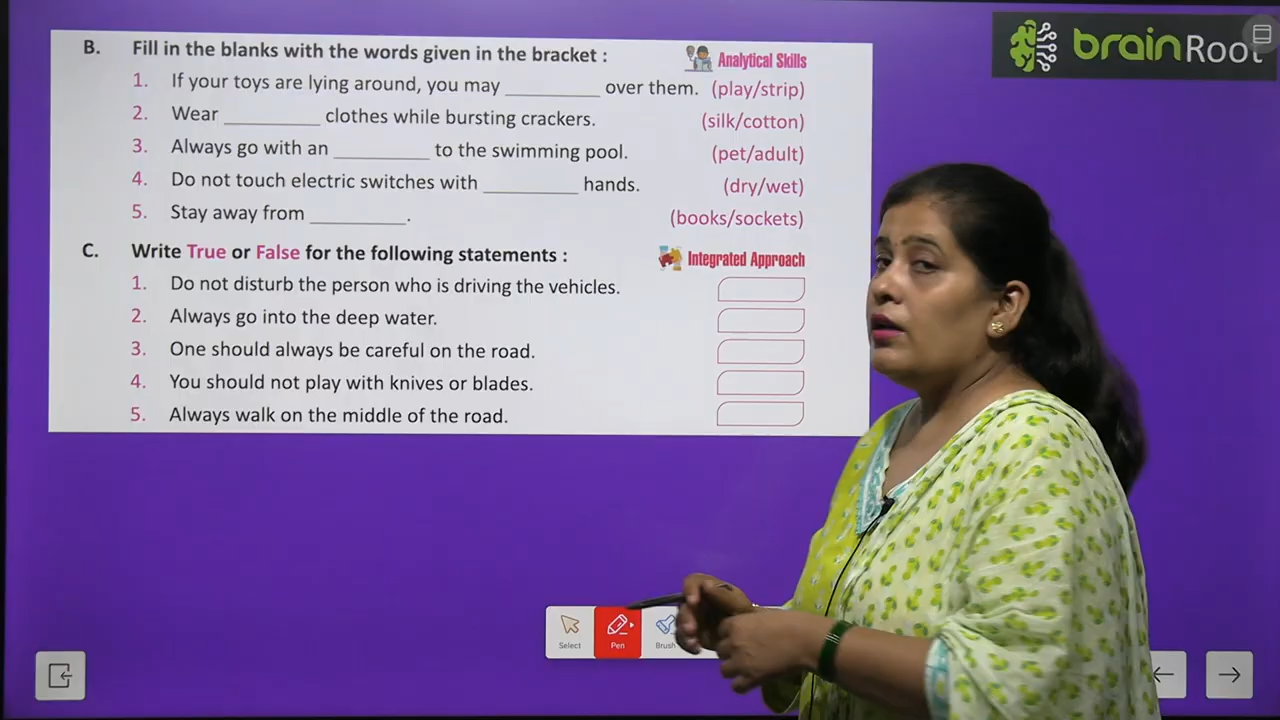 brainRoot
B. Fill in the blanks with the words given in the bracket : Analytical Skills
1. If your toys are lying around, you may __________ over them. (play/strip)
2. Wear __________ clothes while bursting crackers. (silk/cotton)
3. Always go with an __________ to the swimming pool. (pet/adult)
4. Do not touch electric switches with __________ hands. (dry/wet)
5. Stay away from __________. (books/sockets)
C. Write True or False for the following statements : Integrated Approach
1. Do not disturb the person who is driving the vehicles.
2. Always go into the deep water.
3. One should always be careful on the road.
4. You should not play with knives or blades.
5. Always walk on the middle of the road.
Select Pen Brush